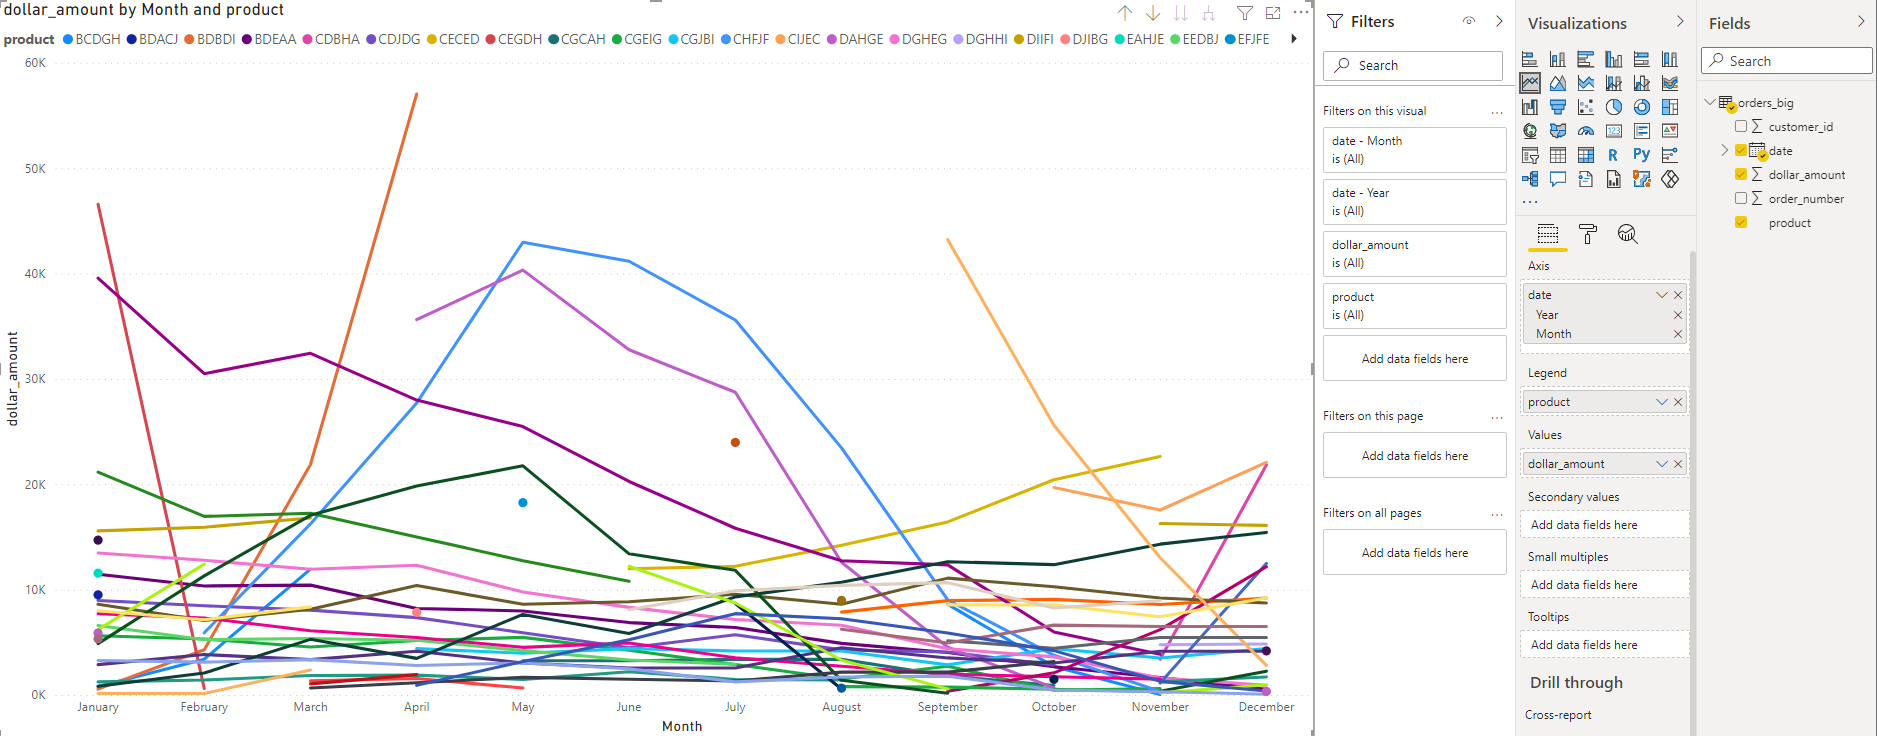 dollar_amount by Month and product
product BCDGH BDACJ BDBDI BDEAA CDBHA CDJDG CECED CEGDH CGCAH CGEIG CGJBI CHFJF CIJEC DAHGE DGHEG DGHHI DIIFI DJIBG EAHJE EEDBJ EFJFE
60K
50K
40K
30K
20K
10K
0K
dollar_amount
January February March April May June July August September October November December
Month
Filters
Search
Filters on this visual
date - Month
is (All)
date - Year
is (All)
dollar_amount
is (All)
product
is (All)
Add data fields here
Filters on this page
Add data fields here
Filters on all pages
Add data fields here
Visualizations
123
R
Py
Axis
date
Year
Month
Legend
product
Values
dollar_amount
Secondary values
Add data fields here
Small multiples
Add data fields here
Tooltips
Add data fields here
Drill through
Cross-report
Fields
Search
orders_big
customer_id
date
dollar_amount
order_number
product